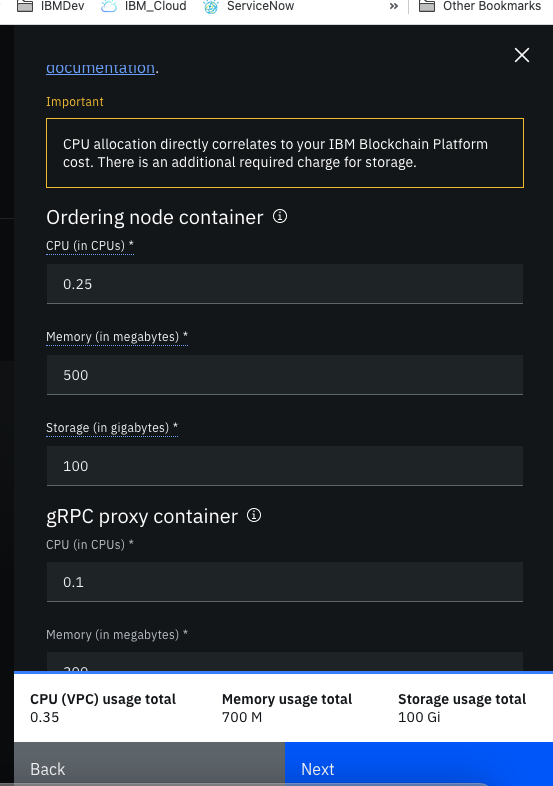 IBMDev IBM_Cloud ServiceNow » Other Bookmarks
documentation.
Important
CPU allocation directly correlates to your IBM Blockchain Platform
cost. There is an additional required charge for storage.
Ordering node container
CPU (in CPUs) *
0.25
Memory (in megabytes) *
500
Storage (in gigabytes) *
100
gRPC proxy container
CPU (in CPUs) *
0.1
Memory (in megabytes) *
200
CPU (VPC) usage total Memory usage total Storage usage total
0.35 700 M 100 Gi
Back Next